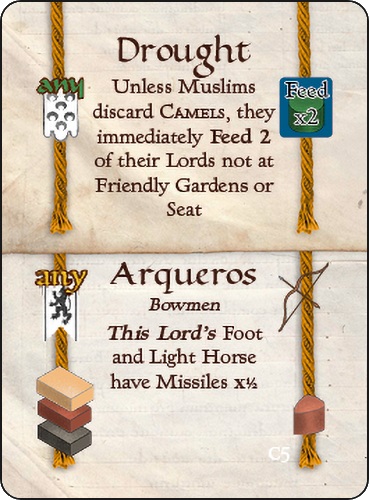 Drought
any
Unless Muslims
discard CAMELS, they
immediately Feed 2
of their Lords not at
Friendly Gardens or
Seat
Feed
x2
any
Arqueros
Bowmen
This Lord's Foot
and Light Horse
have Missiles x½
C5